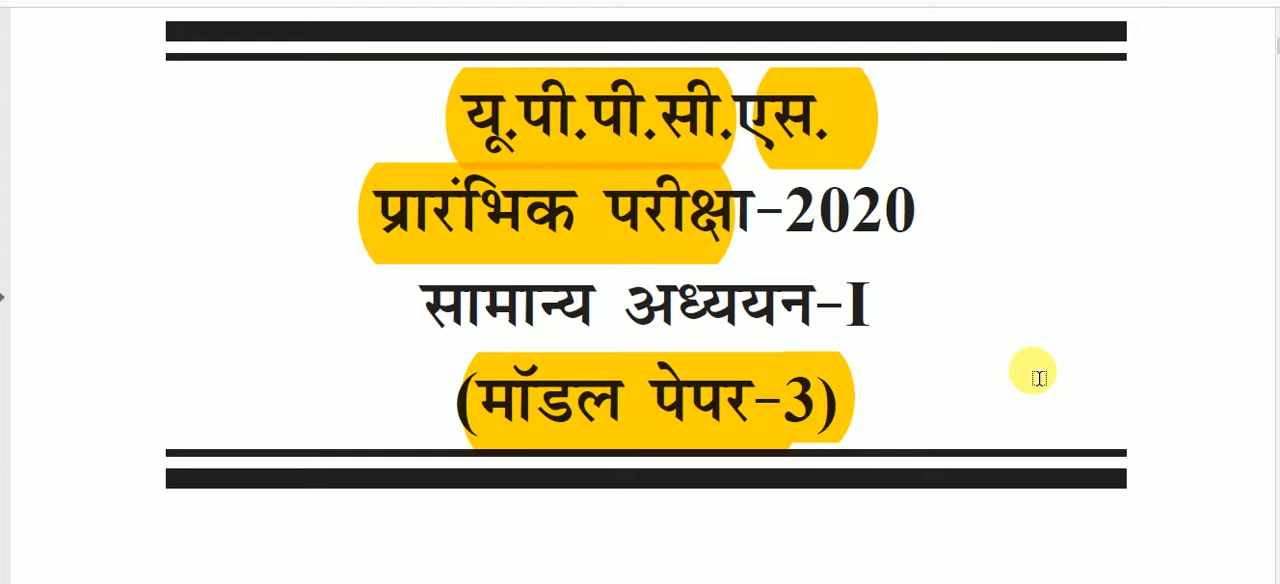 यू.पी.पी.सी.एस.
प्रारंभिक परीक्षा-2020
सामान्य अध्ययन-I
(मॉडल पेपर-3)